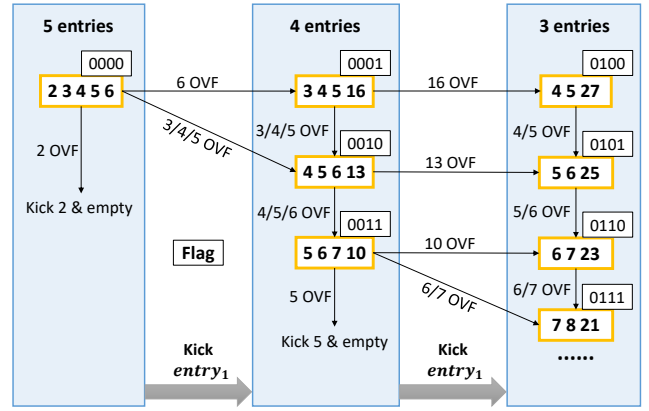 5 entries
4 entries
3 entries
0000
0001
0100
2 3 4 5 6
6 OVF
3 4 5 16
16 OVF
4 5 27
3/4/5 OVF
3/4/5 OVF
4/5 OVF
2 OVF
0010
0101
4 5 6 13
13 OVF
5 6 25
Kick 2 & empty
4/5/6 OVF
5/6 OVF
0011
0110
Flag
5 6 7 10
10 OVF
6 7 23
6/7 OVF
6/7 OVF
5 OVF
0111
7 8 21
Kick 5 & empty
......
Kick
entry₁
Kick
entry₁